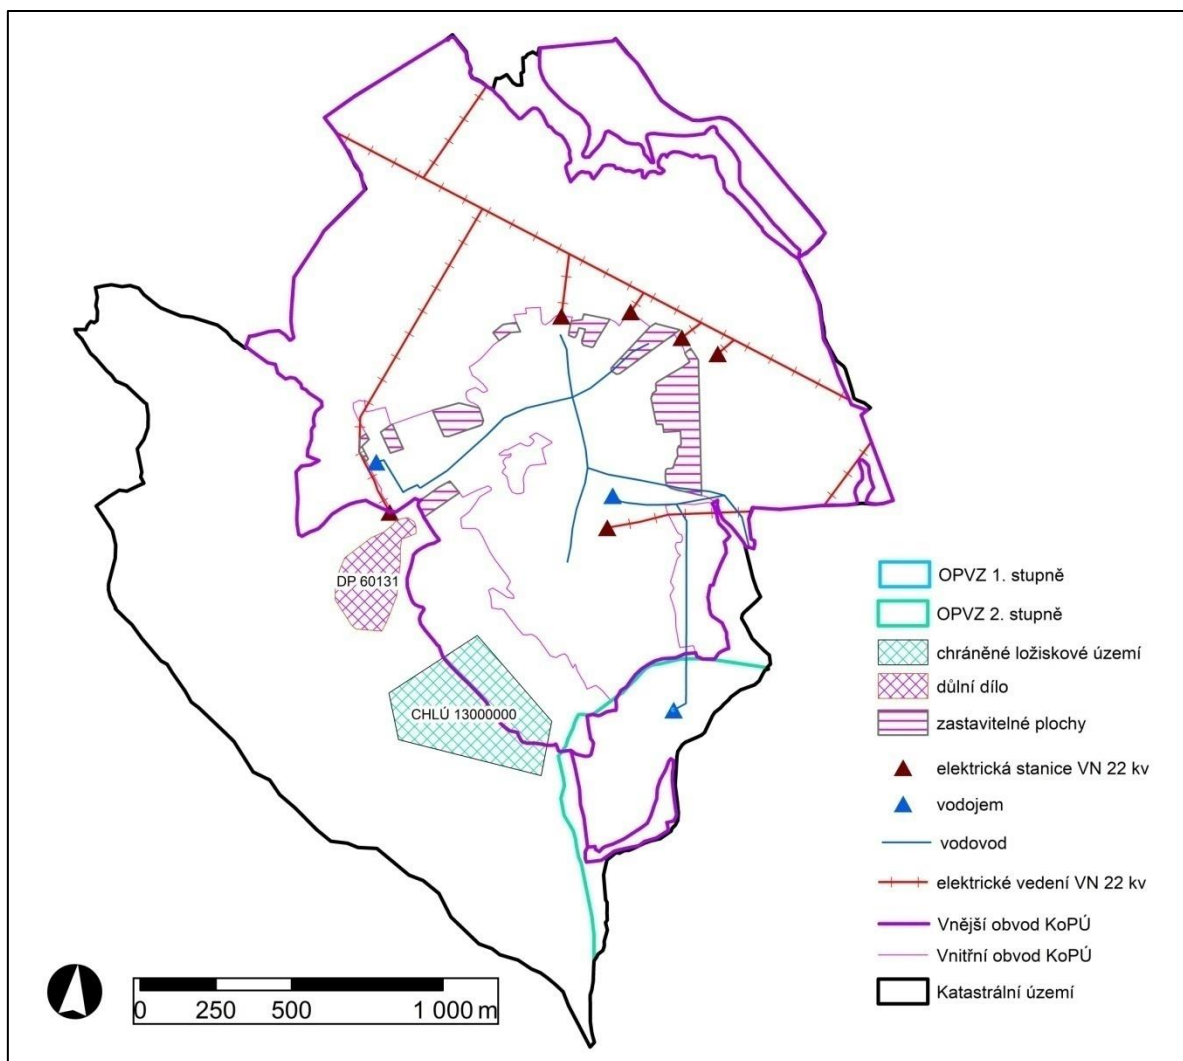 DP 60131
CHLÚ 13000000
OPVZ 1. stupně
OPVZ 2. stupně
chráněné ložiskové území
důlní dílo
zastavitelné plochy
elektrická stanice VN 22 kv
vodojem
vodovod
elektrické vedení VN 22 kv
Vnější obvod KoPÚ
Vnitřní obvod KoPÚ
Katastrální území
0 250 500 1 000 m